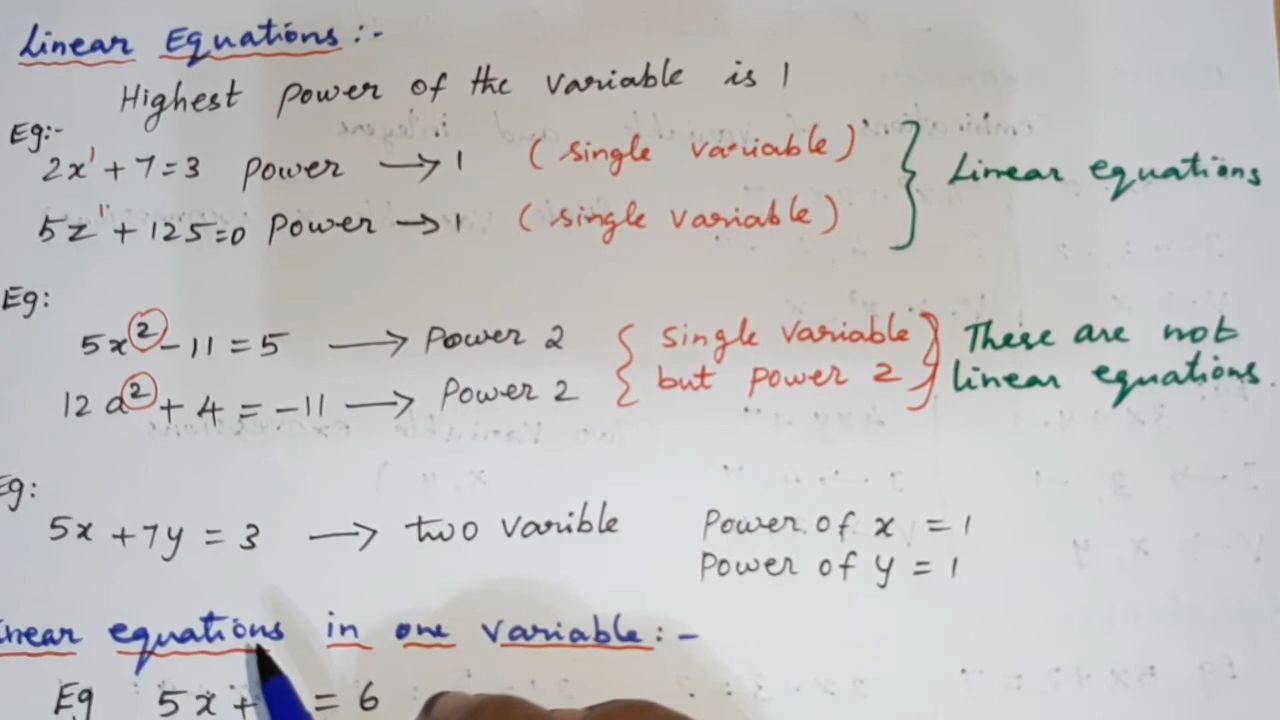 Linear Equations:-
Highest power of the variable is 1
Eg:-
2x¹ + 7 = 3 Power → 1 (single variable)
5z¹ + 125 = 0 Power → 1 (single variable)
Linear equations
Eg:
5x² - 11 = 5 → Power 2
12a² + 4 = -11 → Power 2
{ single variable
but power 2 }
These are not
linear equations
Eg:
5x + 7y = 3 → two varible
Power of x = 1
Power of y = 1
equations in one variable:-
Eg 5x + = 6